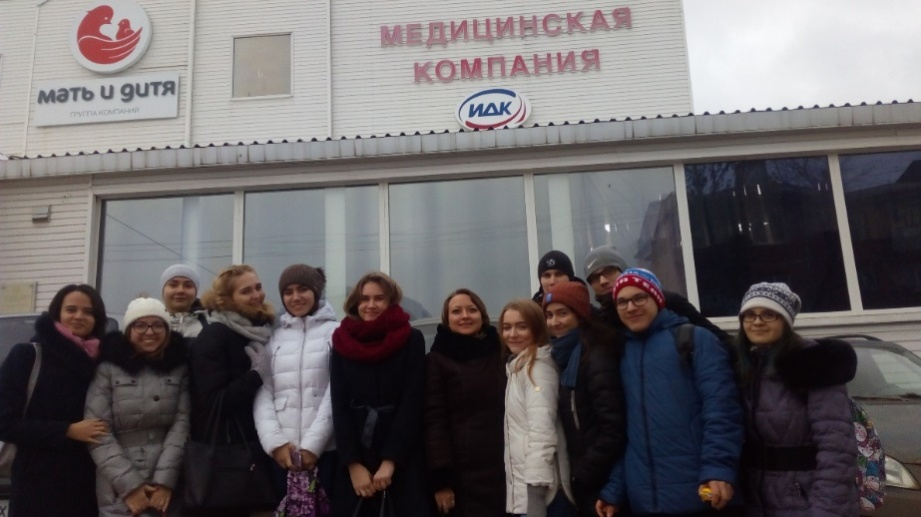 мать и дитя
ГРУППА КОМПАНИЙ
МЕДИЦИНСКАЯ
КОМПАНИЯ
ИДК